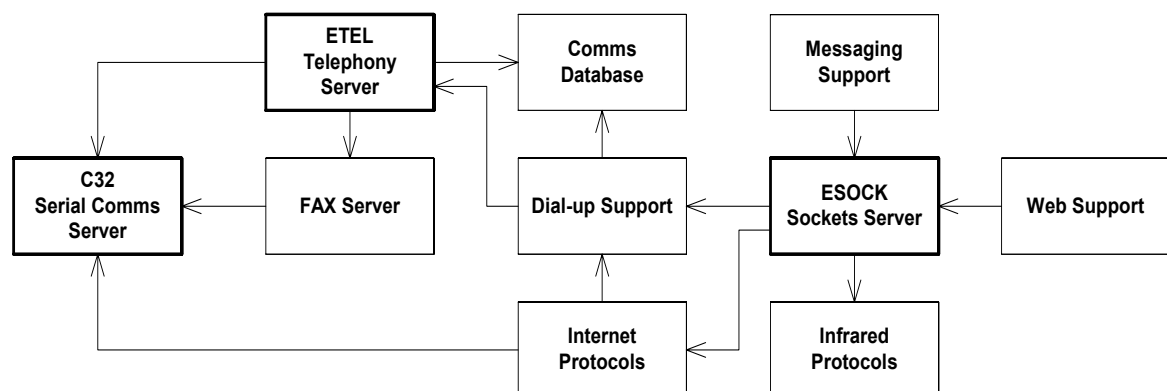 ETEL
Telephony
Server
Comms
Database
Messaging
Support
C32
Serial Comms
Server
FAX Server
Dial-up Support
ESOCK
Sockets Server
Web Support
Internet
Protocols
Infrared
Protocols